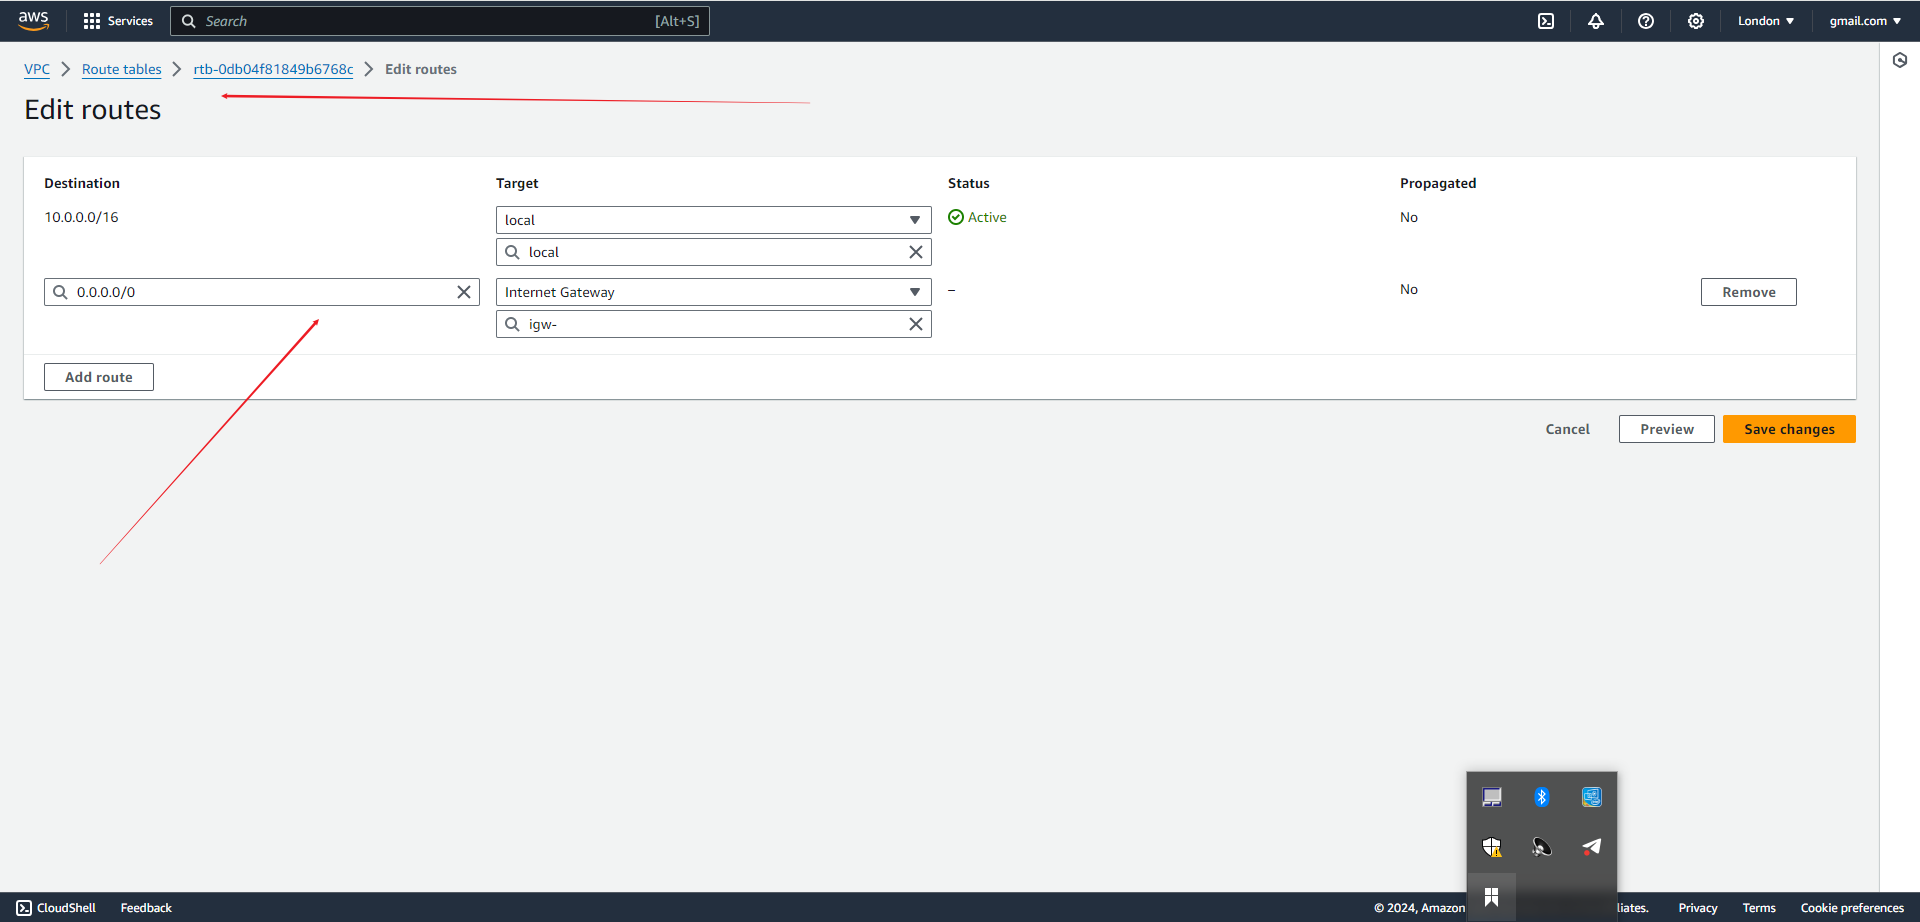 aws Services Search [Alt+S] London gmail.com
VPC Route tables rtb-0db04f81849b6768c Edit routes
Edit routes
Destination Target Status Propagated
10.0.0.0/16 local Active No
local
0.0.0.0/0 Internet Gateway – No Remove
igw-
Add route
Cancel Preview Save changes
CloudShell Feedback © 2024, Amazon Privacy Terms Cookie preferences